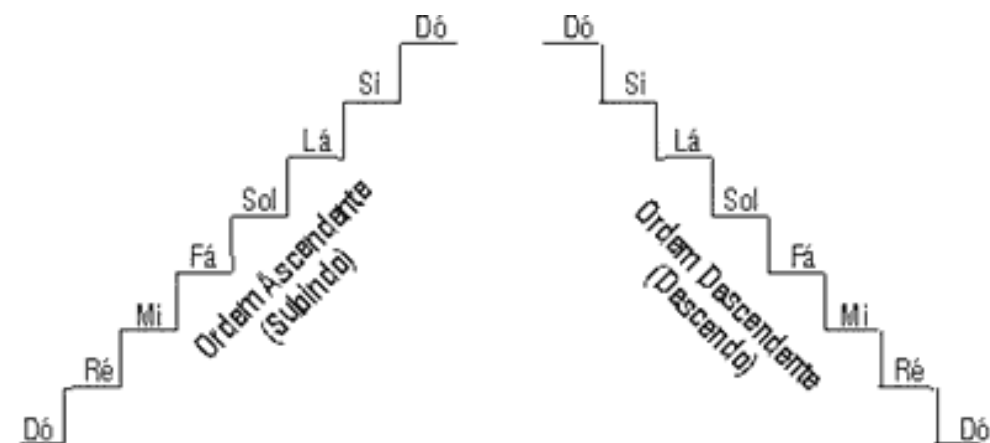 Dó Dó
Si Si
Lá Lá
Sol Sol
Fá Fá
Mi Mi
Ré Ré
Dó Dó
Ordem Ascendente
(Subindo)
Ordem Descendente
(Descendo)